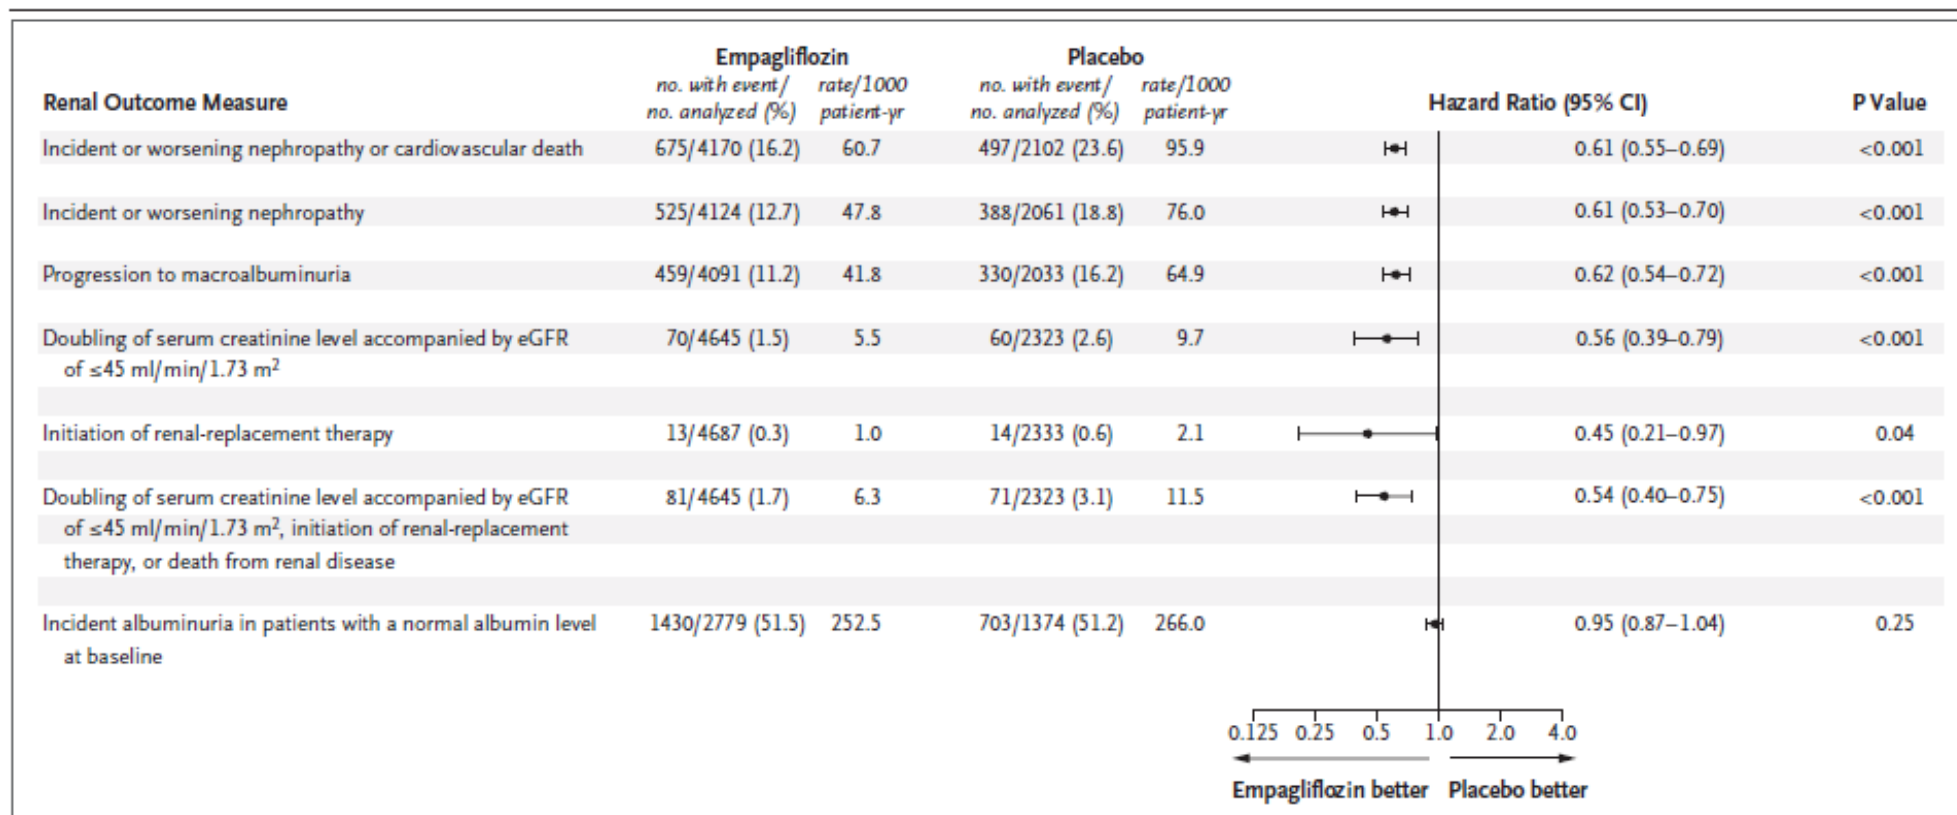 Empagliflozin Placebo
Renal Outcome Measure no. with event/ no. analyzed (%) rate/1000 patient-yr no. with event/ no. analyzed (%) rate/1000 patient-yr Hazard Ratio (95% CI) P Value
Incident or worsening nephropathy or cardiovascular death 675/4170 (16.2) 60.7 497/2102 (23.6) 95.9 0.61 (0.55–0.69) <0.001
Incident or worsening nephropathy 525/4124 (12.7) 47.8 388/2061 (18.8) 76.0 0.61 (0.53–0.70) <0.001
Progression to macroalbuminuria 459/4091 (11.2) 41.8 330/2033 (16.2) 64.9 0.62 (0.54–0.72) <0.001
Doubling of serum creatinine level accompanied by eGFR 70/4645 (1.5) 5.5 60/2323 (2.6) 9.7 0.56 (0.39–0.79) <0.001
of ≤45 ml/min/1.73 m²
Initiation of renal-replacement therapy 13/4687 (0.3) 1.0 14/2333 (0.6) 2.1 0.45 (0.21–0.97) 0.04
Doubling of serum creatinine level accompanied by eGFR 81/4645 (1.7) 6.3 71/2323 (3.1) 11.5 0.54 (0.40–0.75) <0.001
of ≤45 ml/min/1.73 m², initiation of renal-replacement
therapy, or death from renal disease
Incident albuminuria in patients with a normal albumin level 1430/2779 (51.5) 252.5 703/1374 (51.2) 266.0 0.95 (0.87–1.04) 0.25
at baseline
0.125 0.25 0.5 1.0 2.0 4.0
Empagliflozin better Placebo better